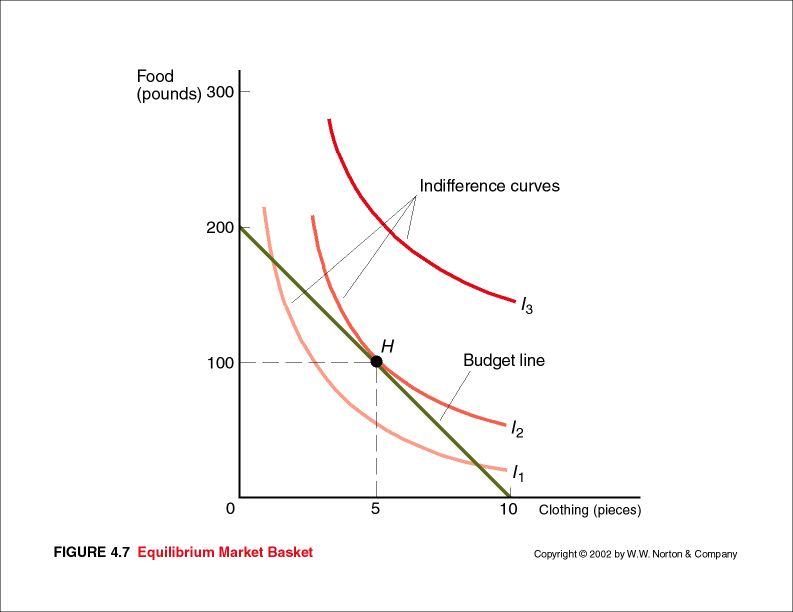 Food
(pounds)
300
Indifference curves
200
I3
H
Budget line
100
I2
I1
0
5
10
Clothing (pieces)
FIGURE 4.7 Equilibrium Market Basket
Copyright © 2002 by W.W. Norton & Company